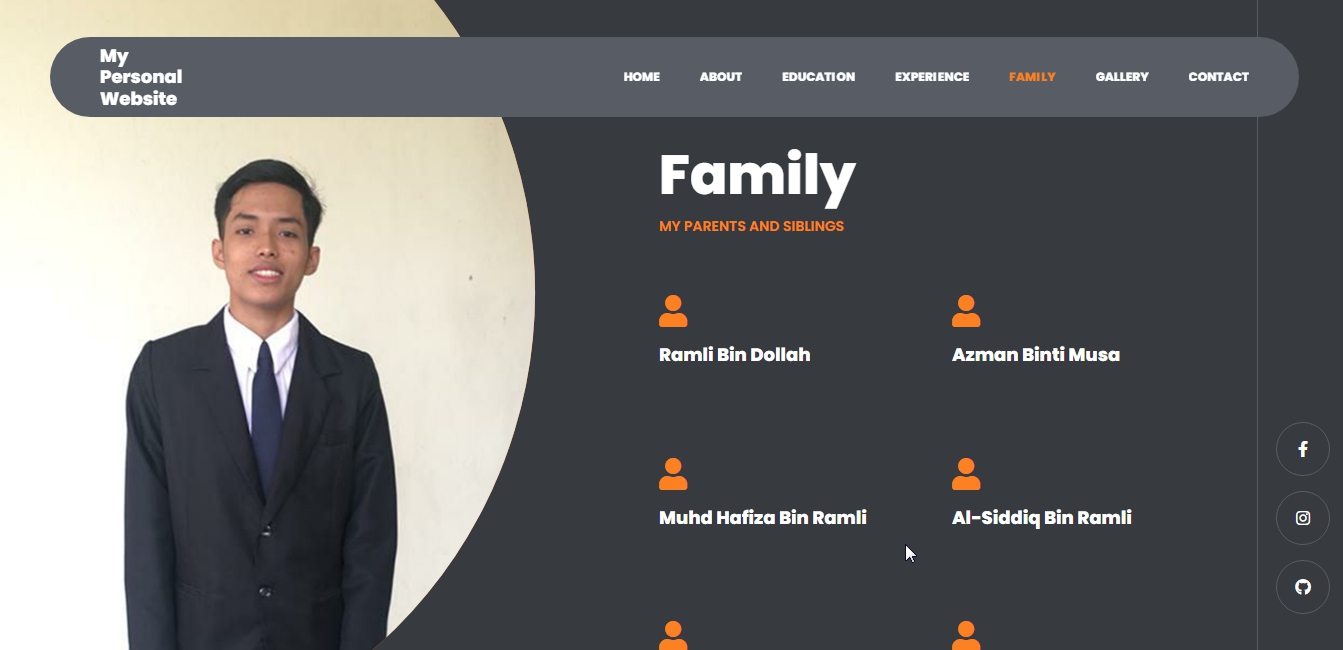 My
Personal
Website
HOME
ABOUT
EDUCATION
EXPERIENCE
FAMILY
GALLERY
CONTACT
Family
MY PARENTS AND SIBLINGS
Ramli Bin Dollah
Azman Binti Musa
Muhd Hafiza Bin Ramli
Al-Siddiq Bin Ramli